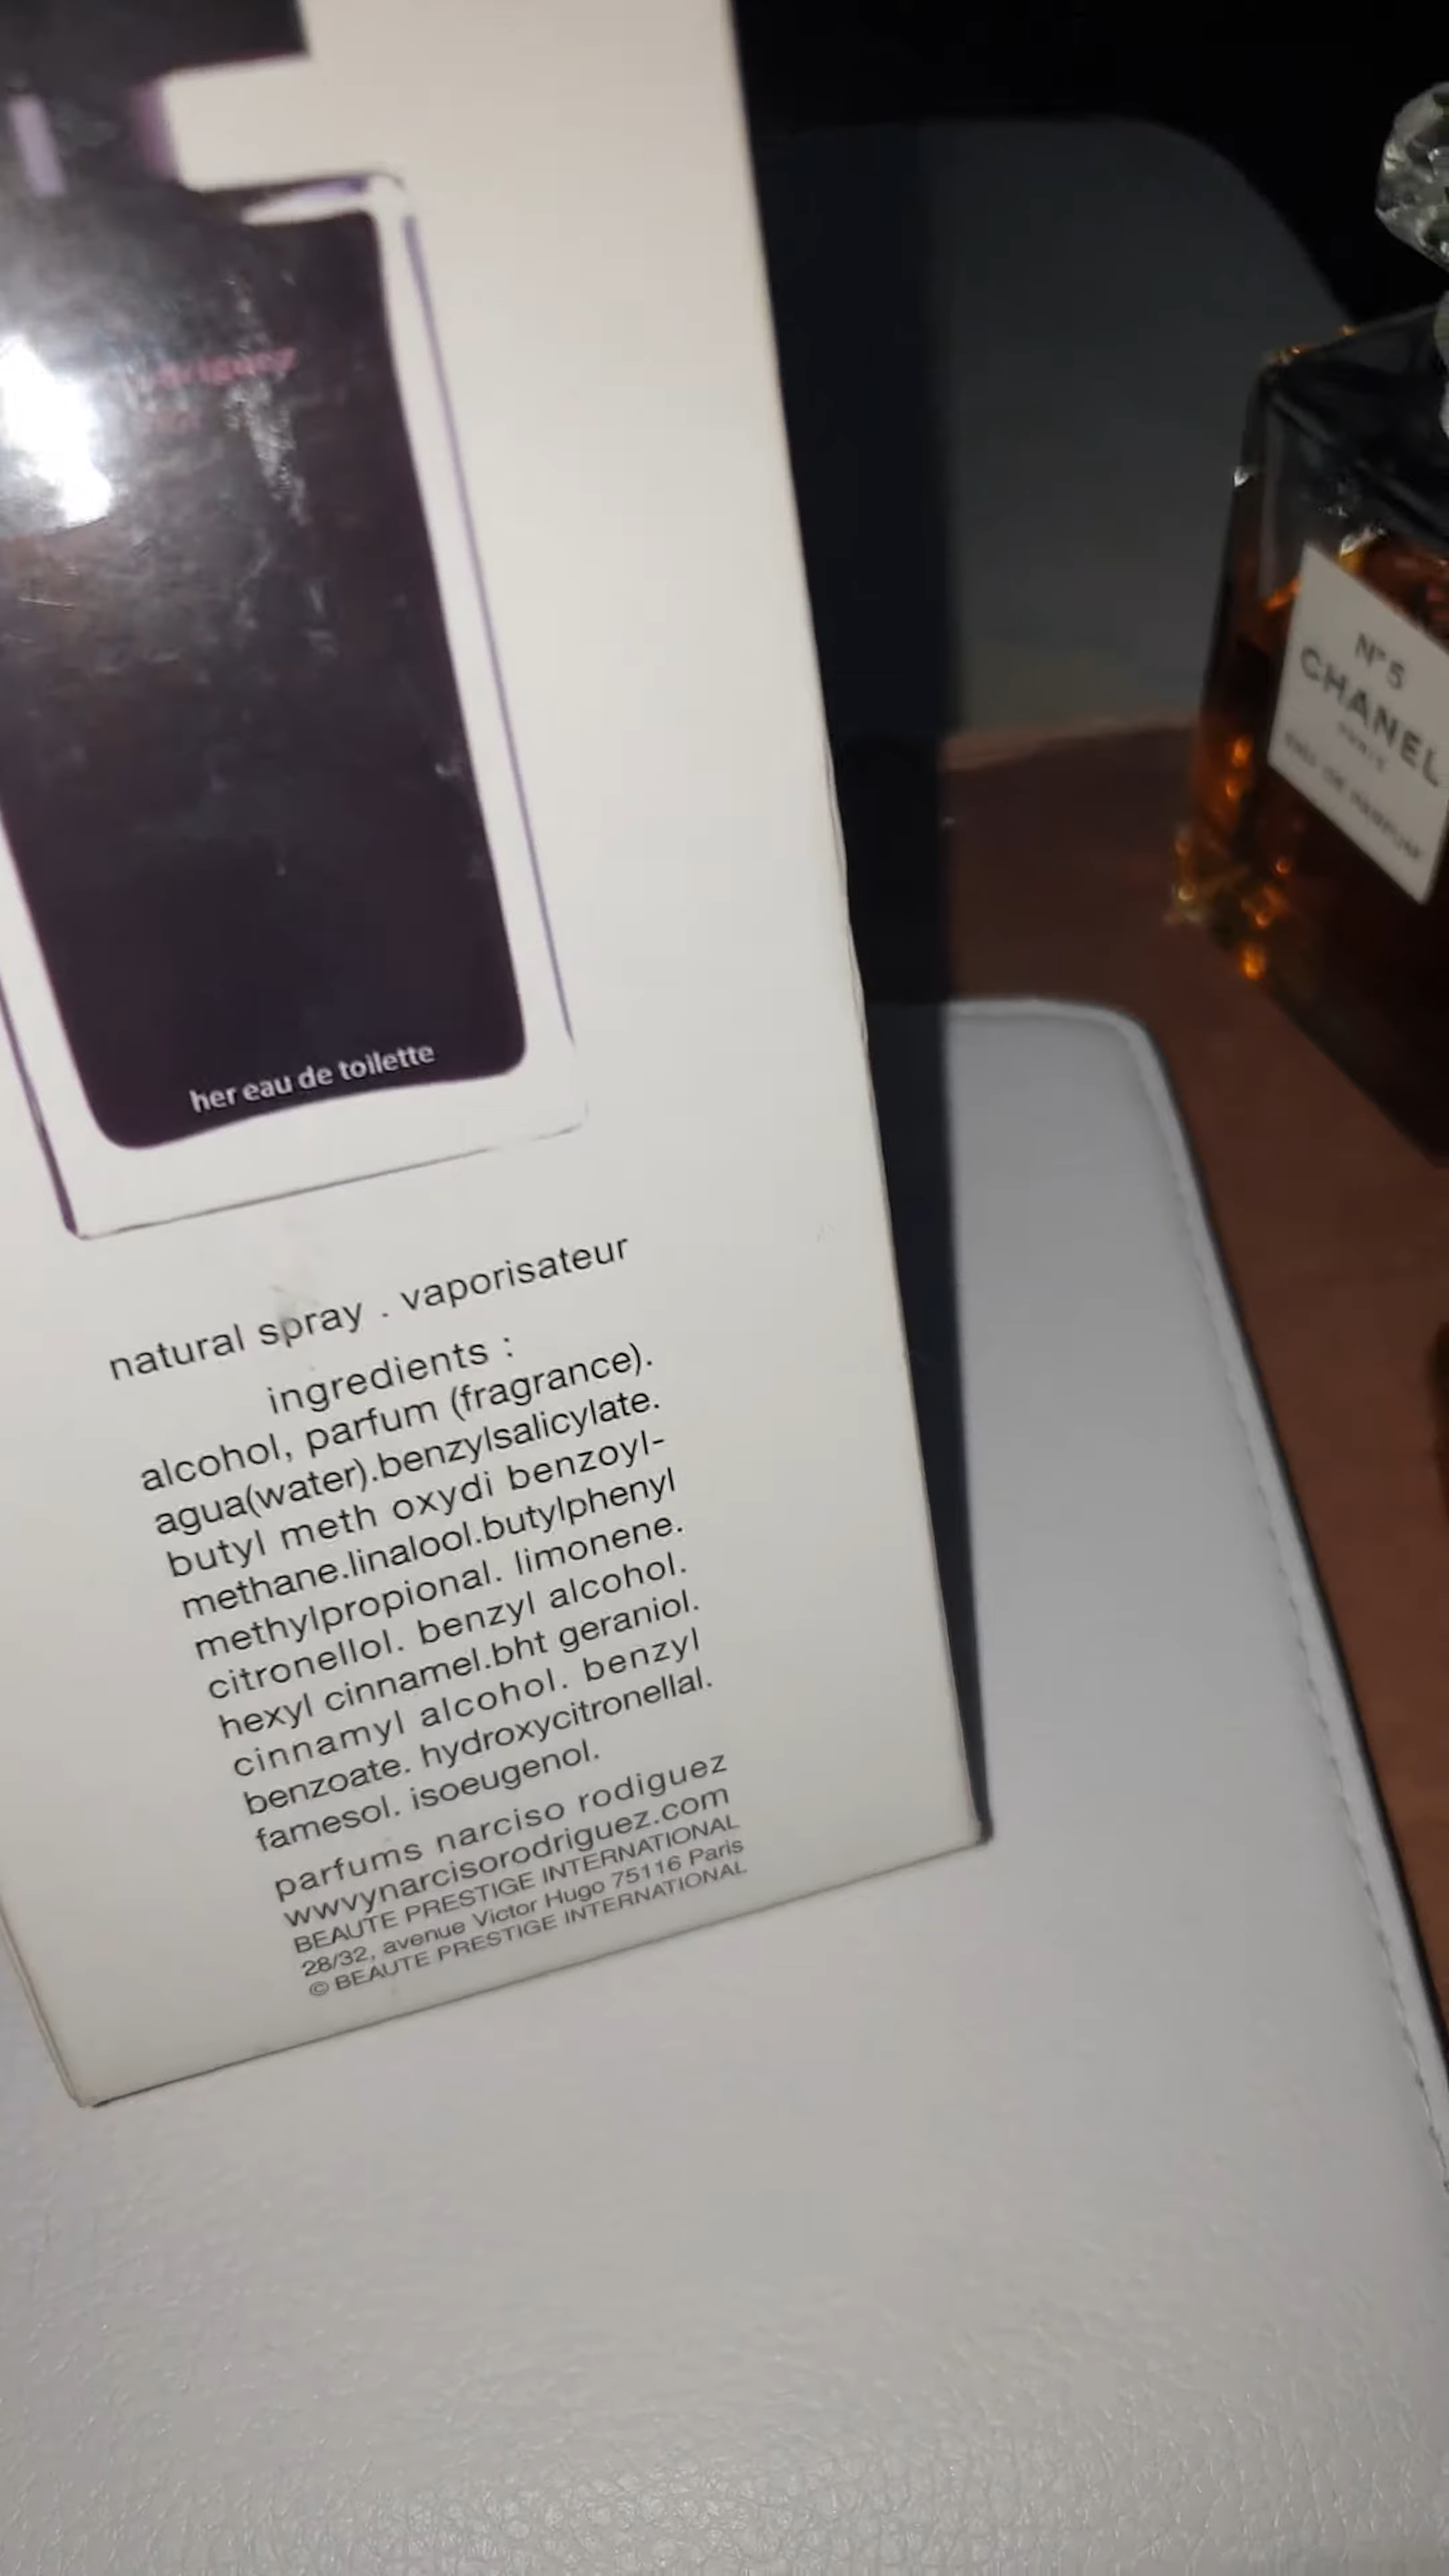 her eau de toilette
natural spray . vaporisateur
ingredients :
alcohol, parfum (fragrance).
agua(water).benzylsalicylate.
butyl meth oxydi benzoyl-
methane.linalool.butylphenyl
methylpropional. limonene.
citronellol. benzyl alcohol.
hexyl cinnamel.bht geraniol.
cinnamyl alcohol. benzyl
benzoate. hydroxycitronellal.
famesol. isoeugenol.
parfums narciso rodiguez
wwvynarcisorodriguez.com
BEAUTE PRESTIGE INTERNATIONAL
28/32, avenue Victor Hugo 75116 Paris
© BEAUTE PRESTIGE INTERNATIONAL
N°5
CHANEL
PARIS
EAU DE PARFUM